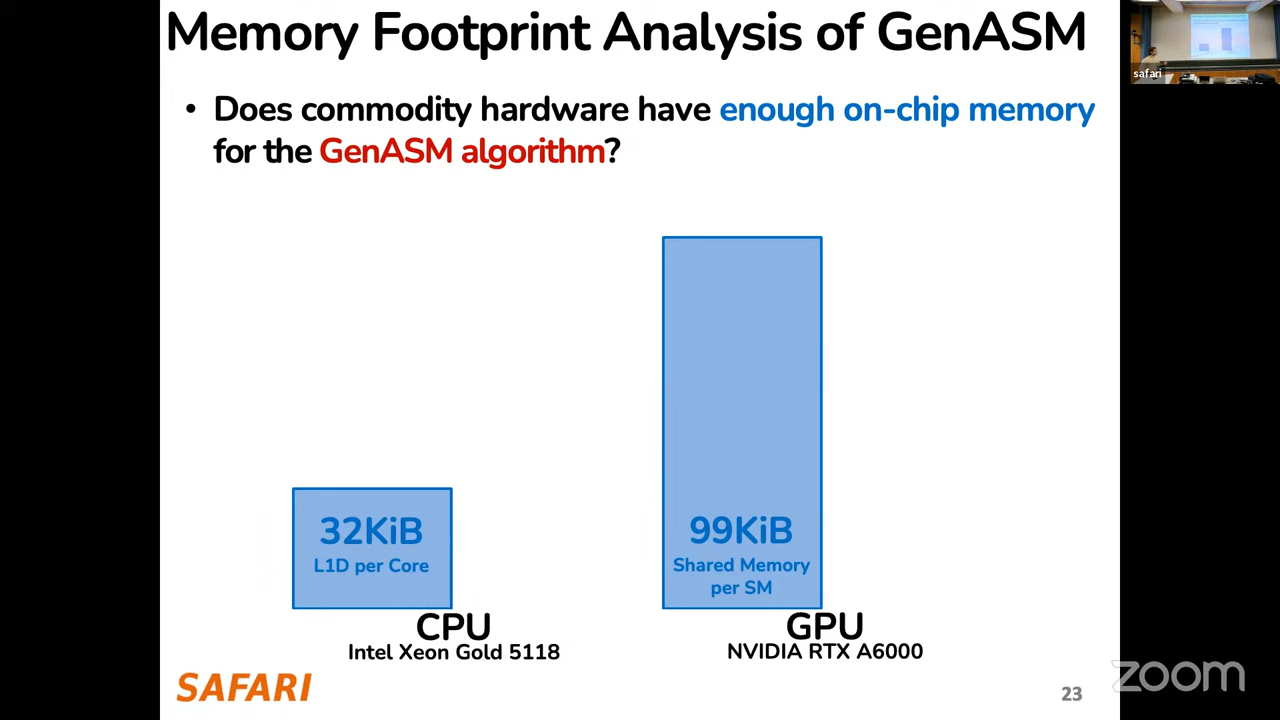 Memory Footprint Analysis of GenASM
safari
• Does commodity hardware have enough on-chip memory
for the GenASM algorithm?
32KiB
L1D per Core
99KiB
Shared Memory
per SM
CPU
Intel Xeon Gold 5118
GPU
NVIDIA RTX A6000
SAFARI
23
zoom